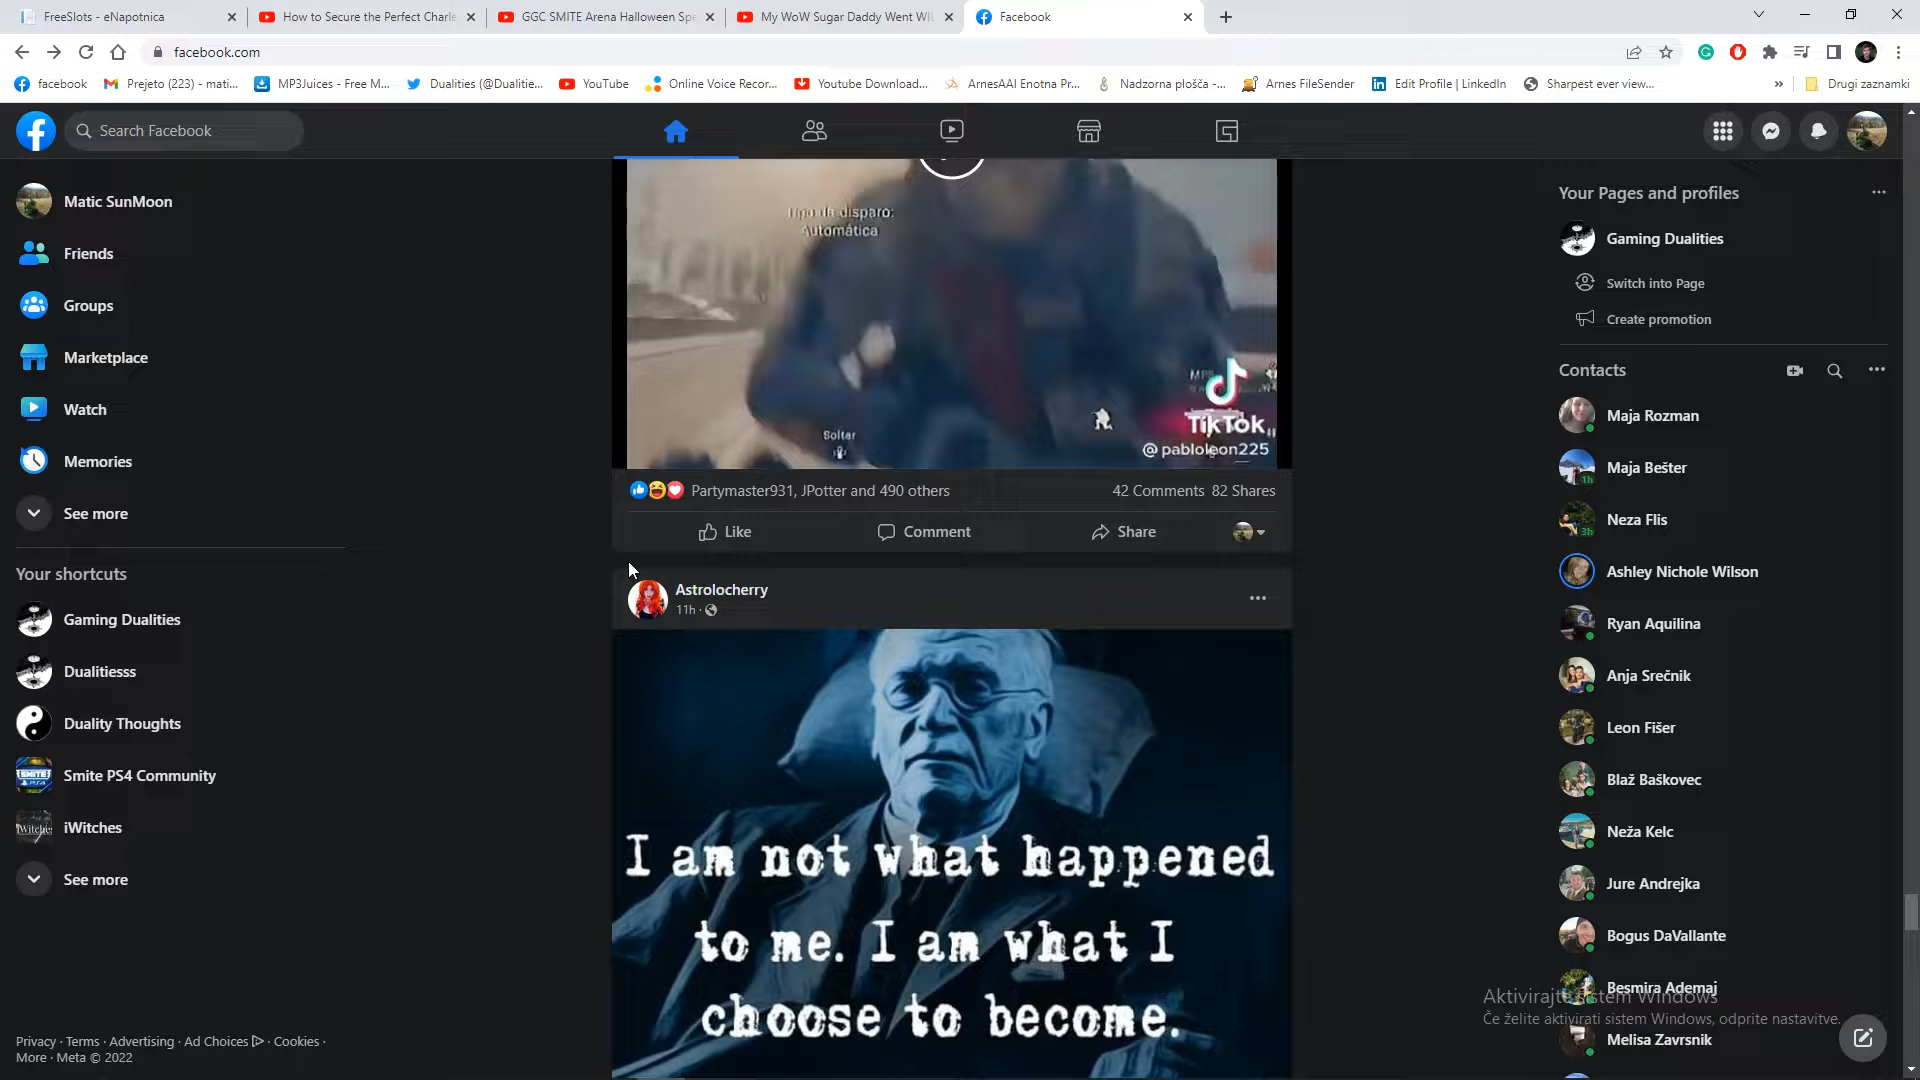 FreeSlots - eNapotnica
How to Secure the Perfect Charle
GGC SMITE Arena Halloween Spe
My WoW Sugar Daddy Went WIL
Facebook
facebook.com
facebook
Prejeto (223) - mati...
MP3Juices - Free M...
Dualities (@Dualitie...
YouTube
Online Voice Recor...
Youtube Download...
ArnesAAI Enotna Pr...
Nadzorna plošča -...
Arnes FileSender
Edit Profile | LinkedIn
Sharpest ever view...
»
Drugi zaznamki
Search Facebook
Matic SunMoon
Friends
Groups
Marketplace
Watch
Memories
See more
Your shortcuts
Gaming Dualities
Dualitiesss
Duality Thoughts
Smite PS4 Community
iWitches
See more
Privacy · Terms · Advertising · Ad Choices · Cookies ·
More · Meta © 2022
Tipo de disparo:
Automática
Soltar
TikTok
@pabloleon225
Partymaster931, JPotter and 490 others
42 Comments 82 Shares
Like
Comment
Share
Astrolocherry
11h ·
I am not what happened
to me. I am what I
choose to become.
Your Pages and profiles
Gaming Dualities
Switch into Page
Create promotion
Contacts
Maja Rozman
Maja Bešter
1h
Neza Flis
3h
Ashley Nichole Wilson
Ryan Aquilina
Anja Srečnik
Leon Fišer
Blaž Baškovec
Neža Kelc
Jure Andrejka
Bogus DaVallante
Besmira Ademaj
Aktivirajte sistem Windows
Če želite aktivirati sistem Windows, odprite nastavitve.
Melisa Zavrsnik